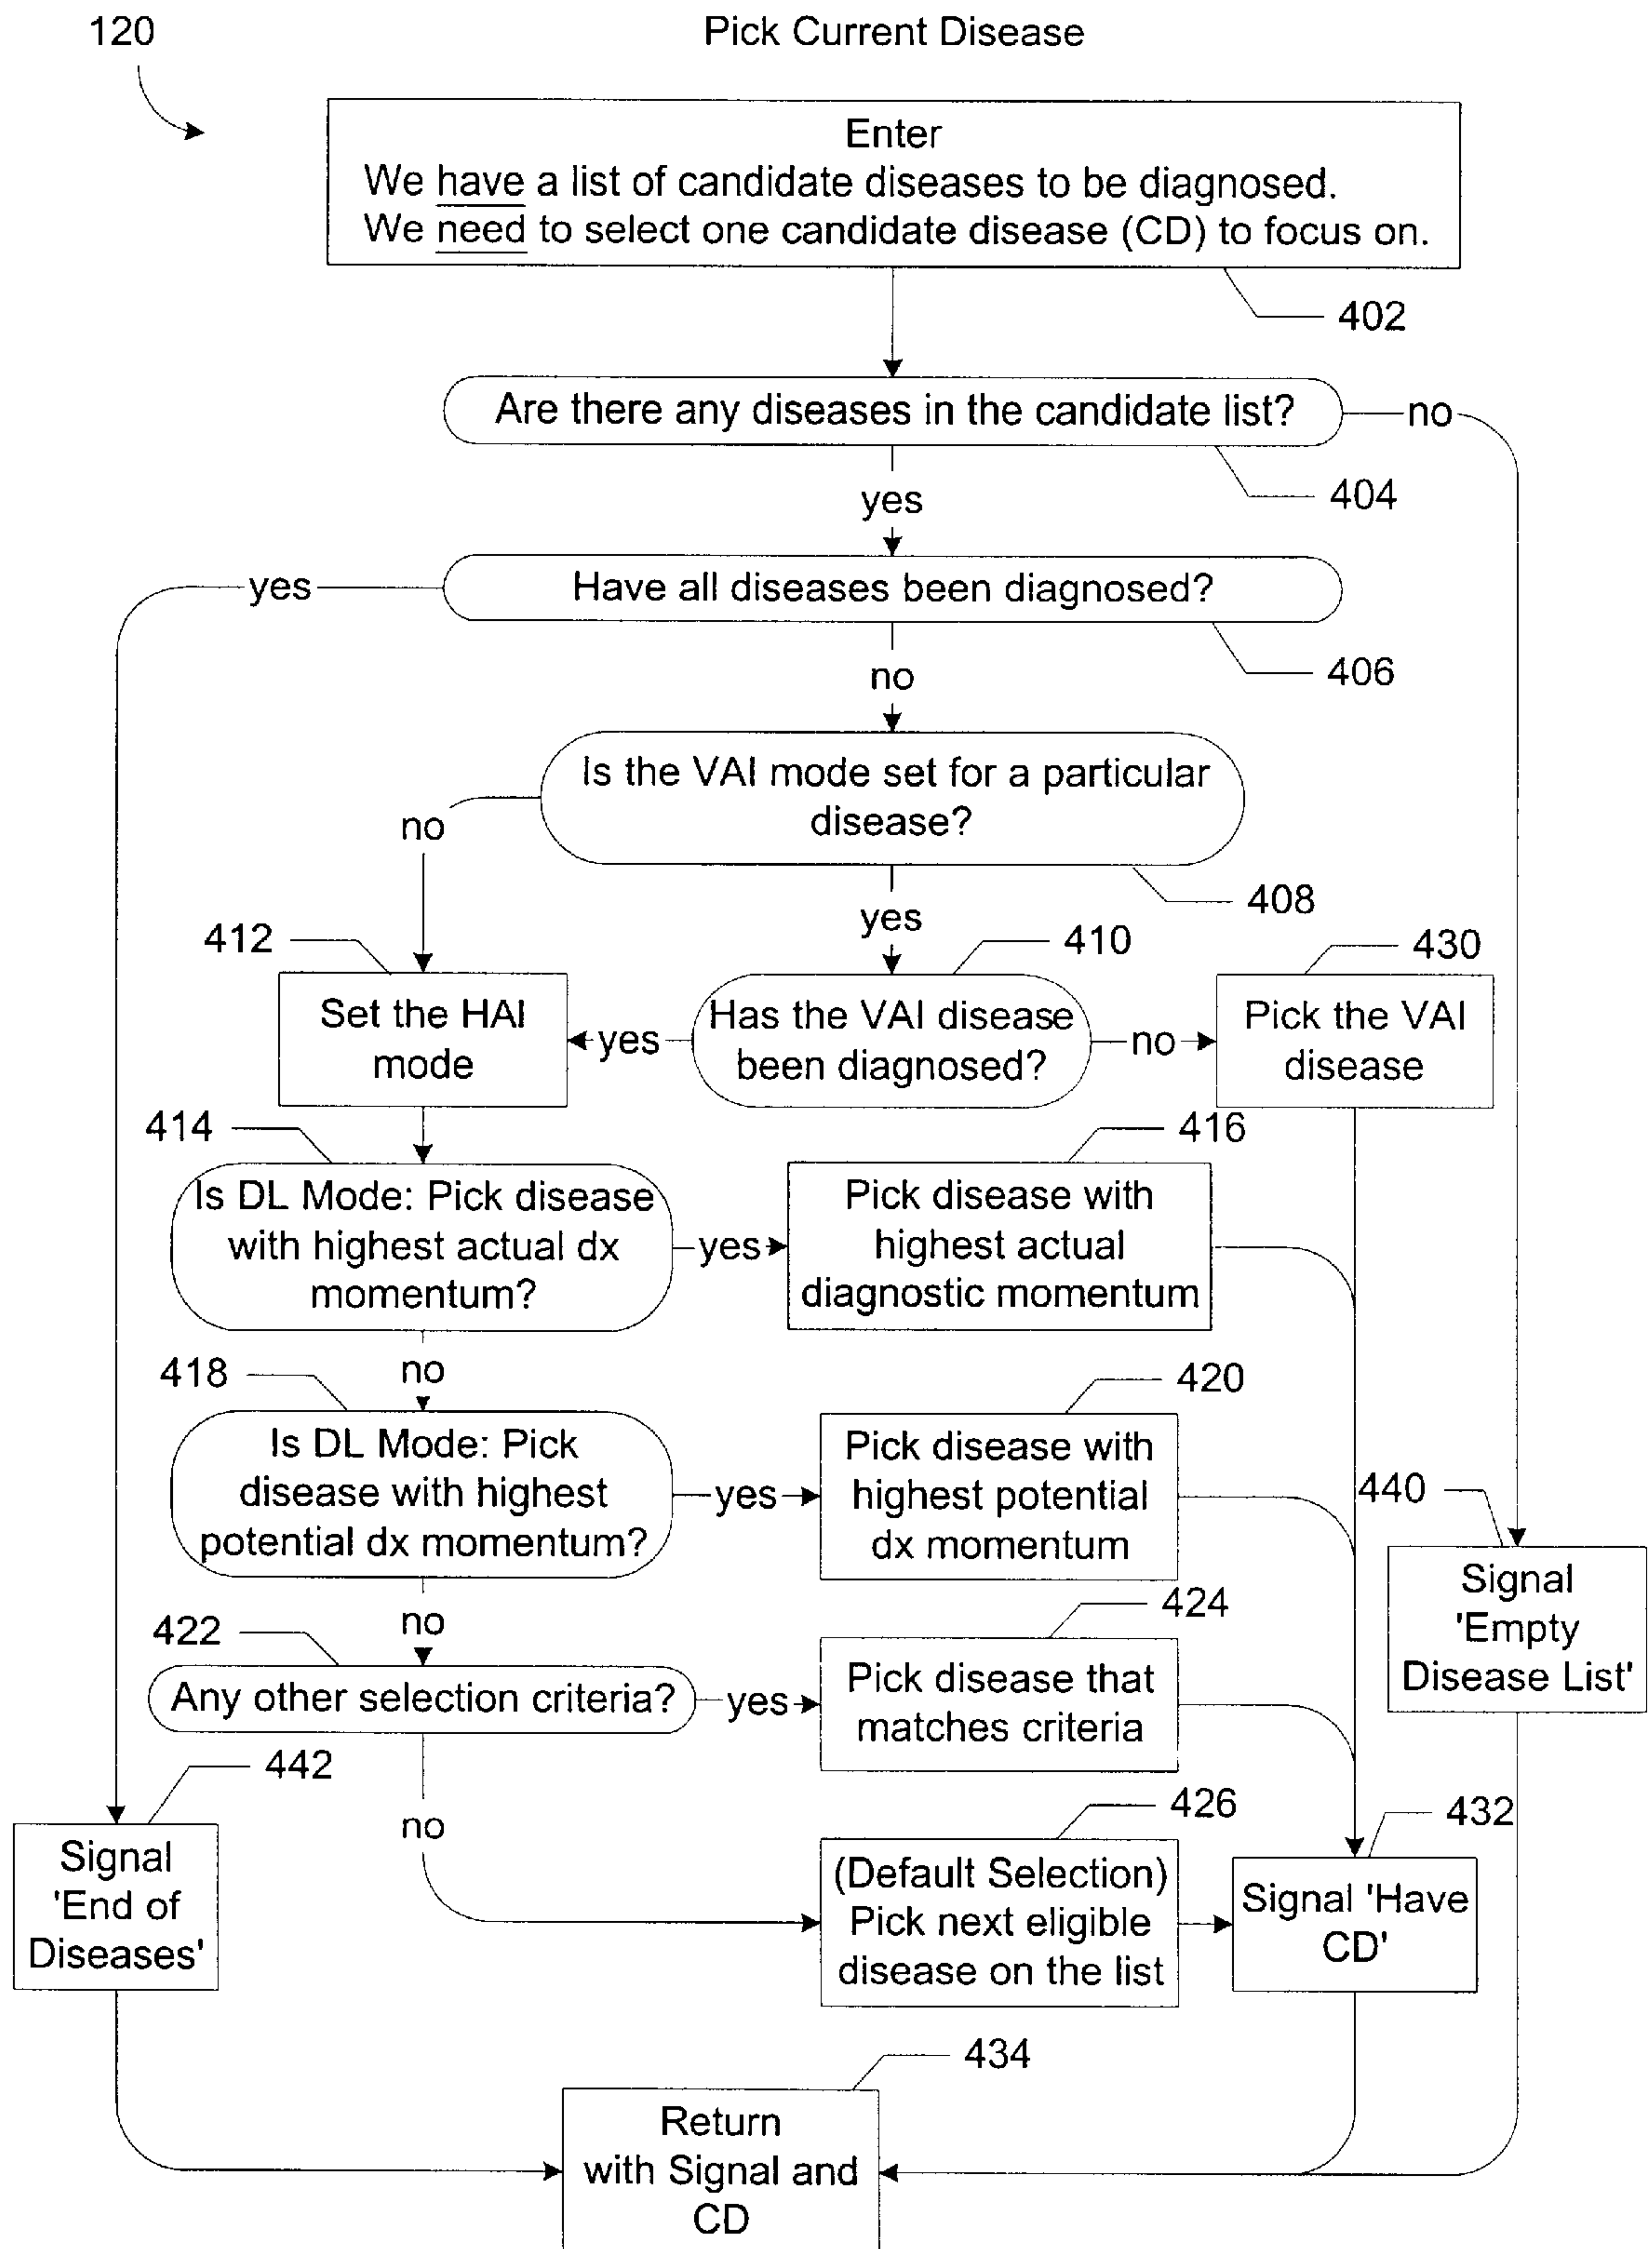 120
Pick Current Disease
Enter
We have a list of candidate diseases to be diagnosed.
We need to select one candidate disease (CD) to focus on.
402
Are there any diseases in the candidate list?
no
404
yes
Have all diseases been diagnosed?
yes
406
no
Is the VAI mode set for a particular
disease?
no
408
yes
412
410
430
Set the HAI
mode
yes
Has the VAI disease
been diagnosed?
no
Pick the VAI
disease
414
416
Is DL Mode: Pick disease
with highest actual dx
momentum?
yes
Pick disease with
highest actual
diagnostic momentum
no
418
420
Is DL Mode: Pick
disease with highest
potential dx momentum?
yes
Pick disease with
highest potential
dx momentum
440
Signal
'Empty
Disease List'
no
422
424
Any other selection criteria?
yes
Pick disease that
matches criteria
442
no
426
432
Signal
'End of
Diseases'
(Default Selection)
Pick next eligible
disease on the list
Signal 'Have
CD'
434
Return
with Signal and
CD